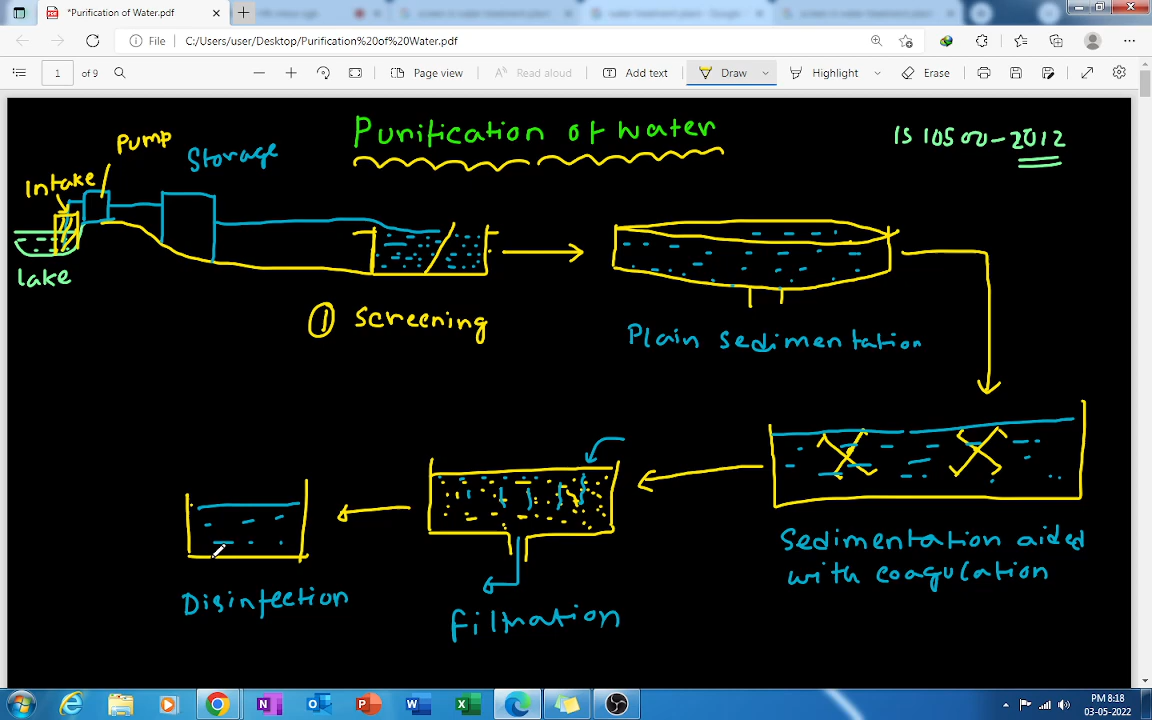 *Purification of Water.pdf
File C:/Users/user/Desktop/Purification%20of%20Water.pdf
1 of 9 Page view Read aloud Add text Draw Highlight Erase
Purification of water
IS 10500-2012
Pump
Storage
Intake
lake
① Screening
Plain sedimentation
Sedimentation aided
with coagulation
Filtration
Disinfection
PM 8:18
03-05-2022